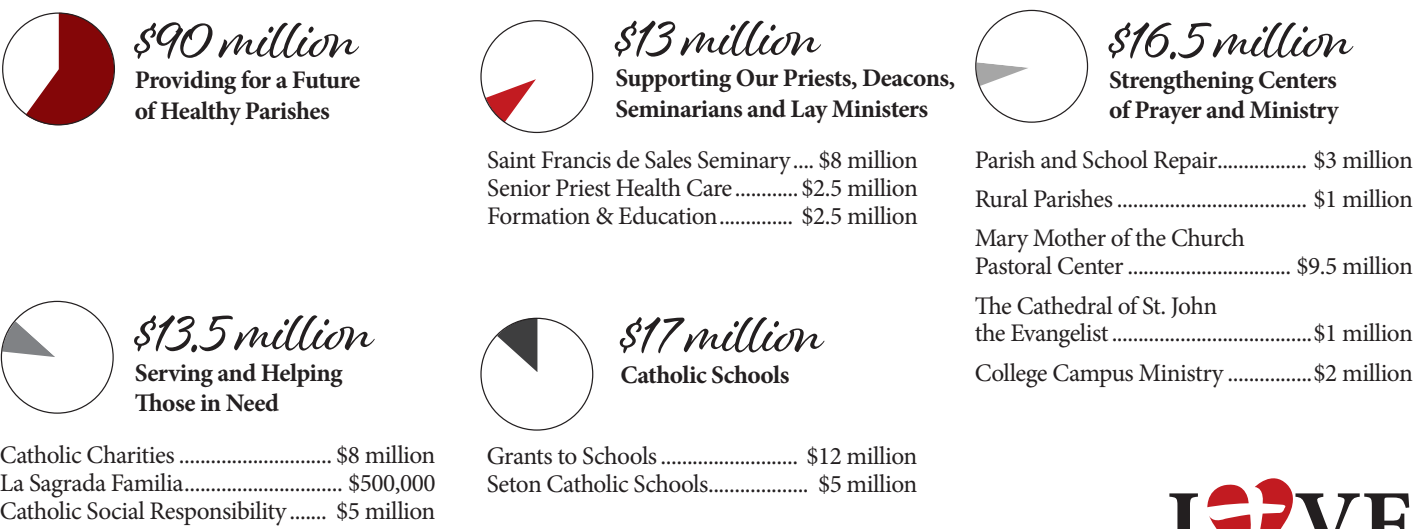 $90 million
Providing for a Future
of Healthy Parishes
$13 million
Supporting Our Priests, Deacons,
Seminarians and Lay Ministers
Saint Francis de Sales Seminary.... $8 million
Senior Priest Health Care............ $2.5 million
Formation & Education.............. $2.5 million
$16.5 million
Strengthening Centers
of Prayer and Ministry
Parish and School Repair................. $3 million
Rural Parishes .................................... $1 million
Mary Mother of the Church
Pastoral Center ............................... $9.5 million
The Cathedral of St. John
the Evangelist ......................................$1 million
College Campus Ministry ................$2 million
$13.5 million
Serving and Helping
Those in Need
Catholic Charities ............................. $8 million
La Sagrada Familia.............................. $500,000
Catholic Social Responsibility....... $5 million
$17 million
Catholic Schools
Grants to Schools .......................... $12 million
Seton Catholic Schools................... $5 million
LOVE